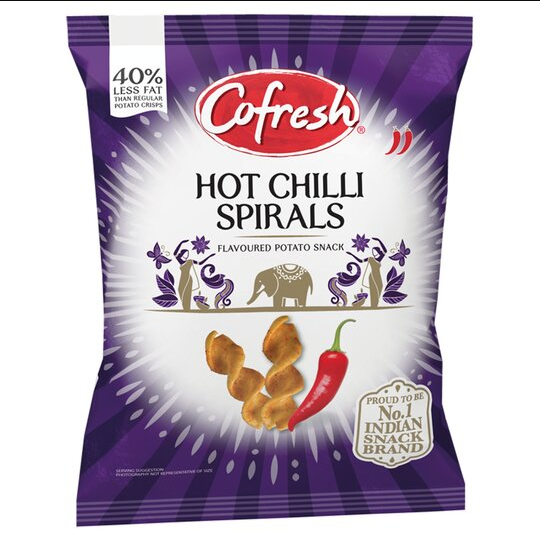 40%
LESS FAT
THAN REGULAR
POTATO CRISPS
Cofresh®
HOT CHILLI
SPIRALS
FLAVOURED POTATO SNACK
PROUD TO BE
No.1
INDIAN
SNACK
BRAND
SERVING SUGGESTION
PHOTOGRAPHY NOT REPRESENTATIVE OF SIZE